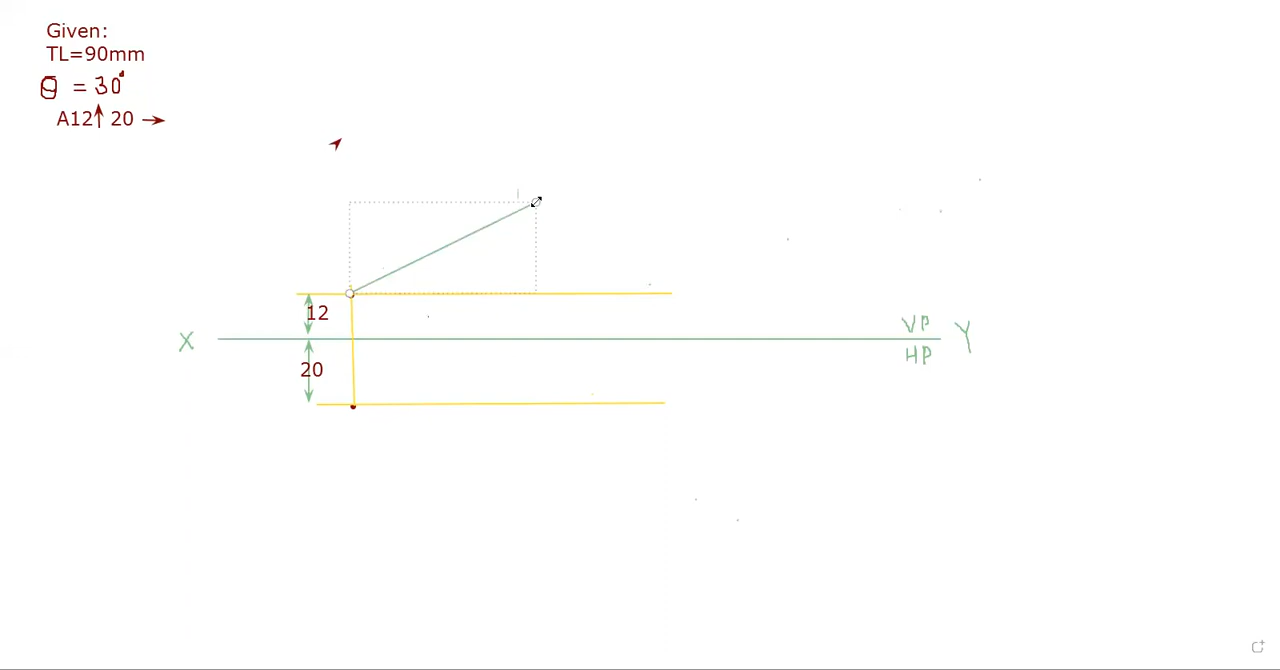 Given:
TL=90mm
θ = 30°
A12↑ 20 →
12
X
VP
Y
HP
20